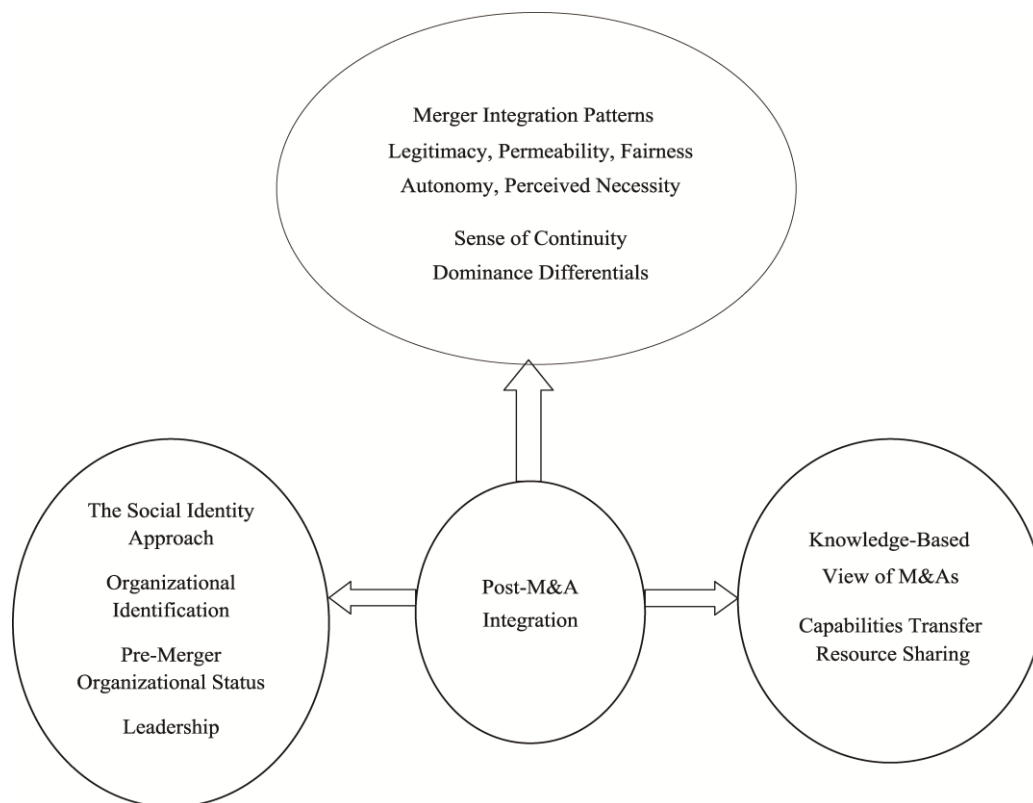 Merger Integration Patterns
Legitimacy, Permeability, Fairness
Autonomy, Perceived Necessity
Sense of Continuity
Dominance Differentials
The Social Identity
Approach
Organizational
Identification
Pre-Merger
Organizational Status
Leadership
Post-M&A
Integration
Knowledge-Based
View of M&As
Capabilities Transfer
Resource Sharing